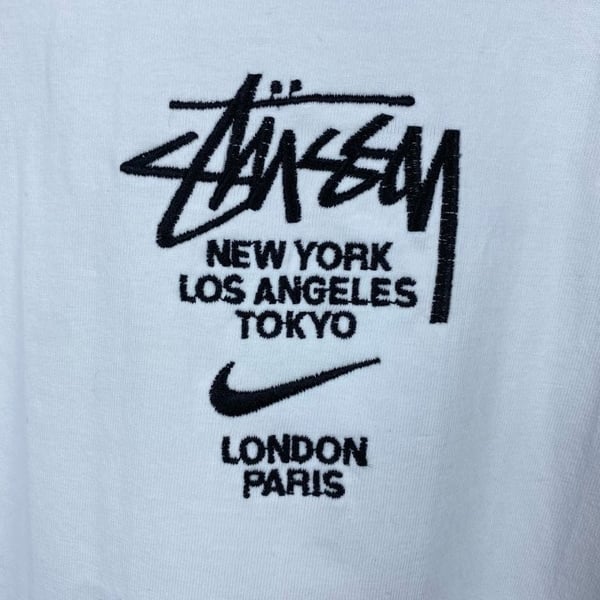 Stüssy
NEW YORK
LOS ANGELES
TOKYO
LONDON
PARIS